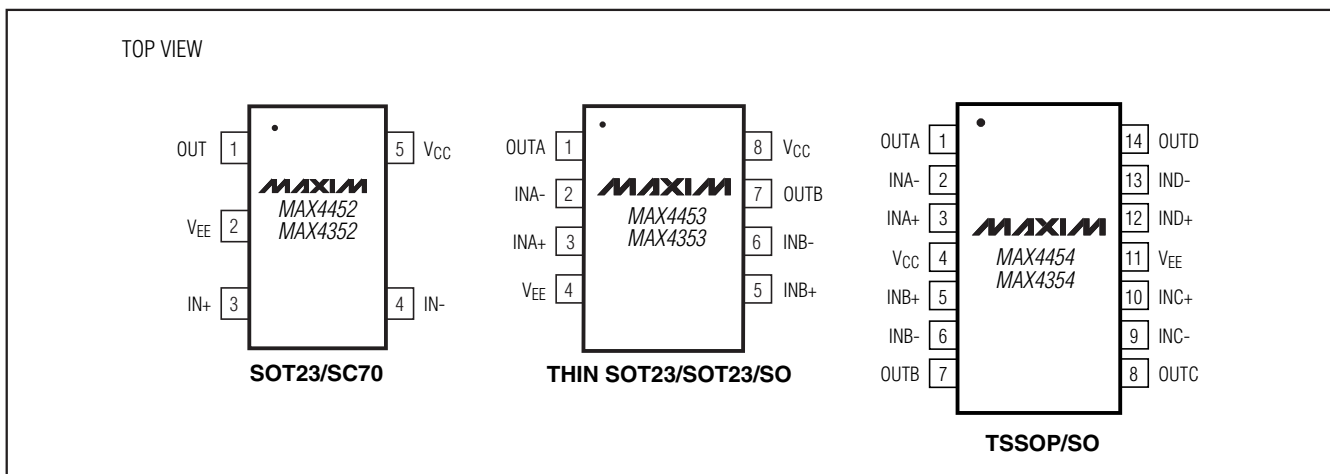 TOP VIEW
OUT 1
5 VCC
MAXIM
MAX4452
MAX4352
VEE 2
IN+ 3
4 IN-
SOT23/SC70
OUTA 1
8 VCC
INA- 2
MAXIM
7 OUTB
MAX4453
MAX4353
INA+ 3
6 INB-
VEE 4
5 INB+
THIN SOT23/SOT23/SO
OUTA 1
14 OUTD
INA- 2
13 IND-
INA+ 3
12 IND+
MAXIM
VCC 4
MAX4454
11 VEE
MAX4354
INB+ 5
10 INC+
INB- 6
9 INC-
OUTB 7
8 OUTC
TSSOP/SO